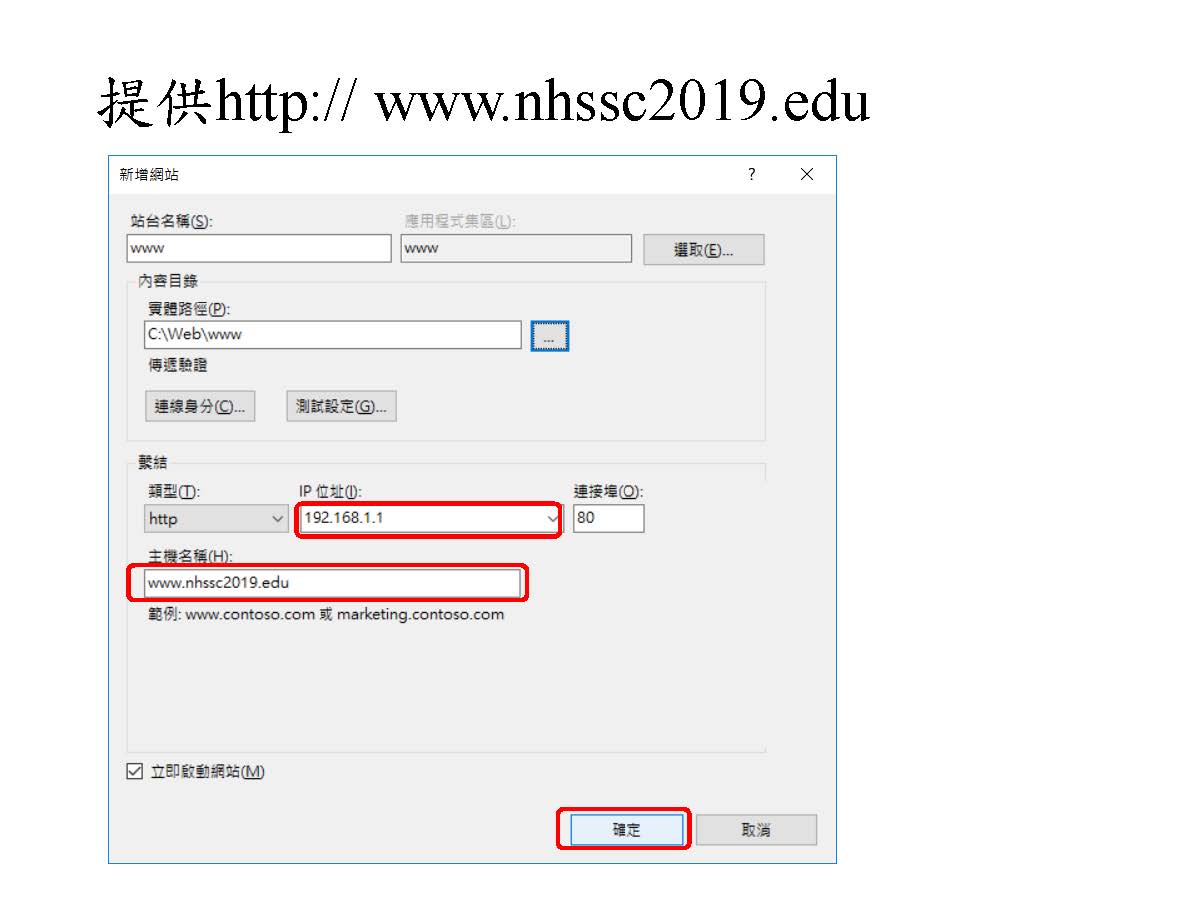 提供http:// www.nhssc2019.edu
新增網站 ?
站台名稱(S): 應用程式集區(L):
www www 選取(E)...
內容目錄
實體路徑(P):
C:\Web\www ...
傳遞驗證
連線身分(C)... 測試設定(G)...
繫結
類型(T): IP 位址(I): 連接埠(O):
http 192.168.1.1 80
主機名稱(H):
www.nhssc2019.edu
範例: www.contoso.com 或 marketing.contoso.com
立即啟動網站(M)
確定 取消